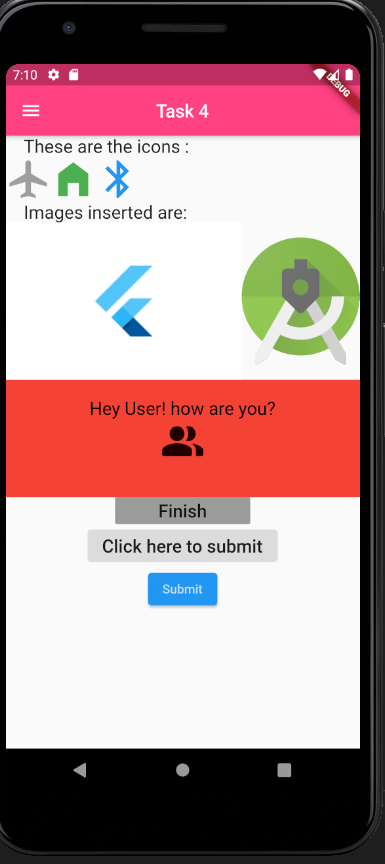 7:10
DEBUG
Task 4
These are the icons :
Images inserted are:
Hey User! how are you?
Finish
Click here to submit
Submit